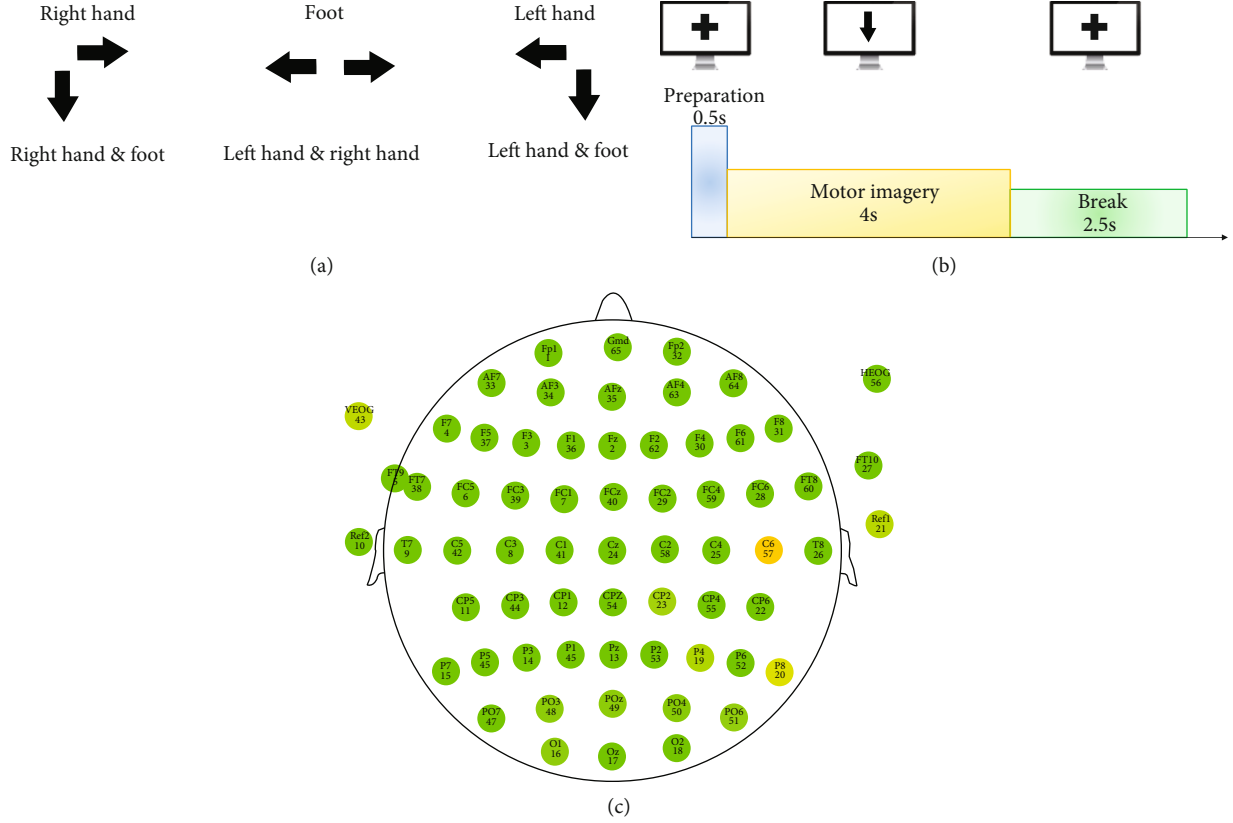 Right hand
Foot
Left hand
Right hand & foot
Left hand & right hand
Left hand & foot
(a)
Preparation
0.5s
Motor imagery
4s
Break
2.5s
(b)
Fp1
1
Gmd
65
Fp2
32
AF7
33
AF3
34
AFz
35
AF4
63
AF8
64
HEOG
56
VEOG
43
F7
4
F5
37
F3
3
F1
36
Fz
2
F2
62
F4
30
F6
61
F8
31
FT9
5
FT7
38
FC5
6
FC3
39
FC1
7
FCz
40
FC2
29
FC4
59
FC6
28
FT8
60
FT10
27
Ref2
10
T7
9
C5
42
C3
8
C1
41
Cz
24
C2
58
C4
25
C6
57
T8
26
Ref1
21
CP5
11
CP3
44
CP1
12
CPZ
54
CP2
23
CP4
55
CP6
22
P7
15
P5
45
P3
14
P1
45
Pz
13
P2
53
P4
19
P6
52
P8
20
PO7
47
PO3
48
POz
49
PO4
50
PO6
51
O1
16
Oz
17
O2
18
(c)